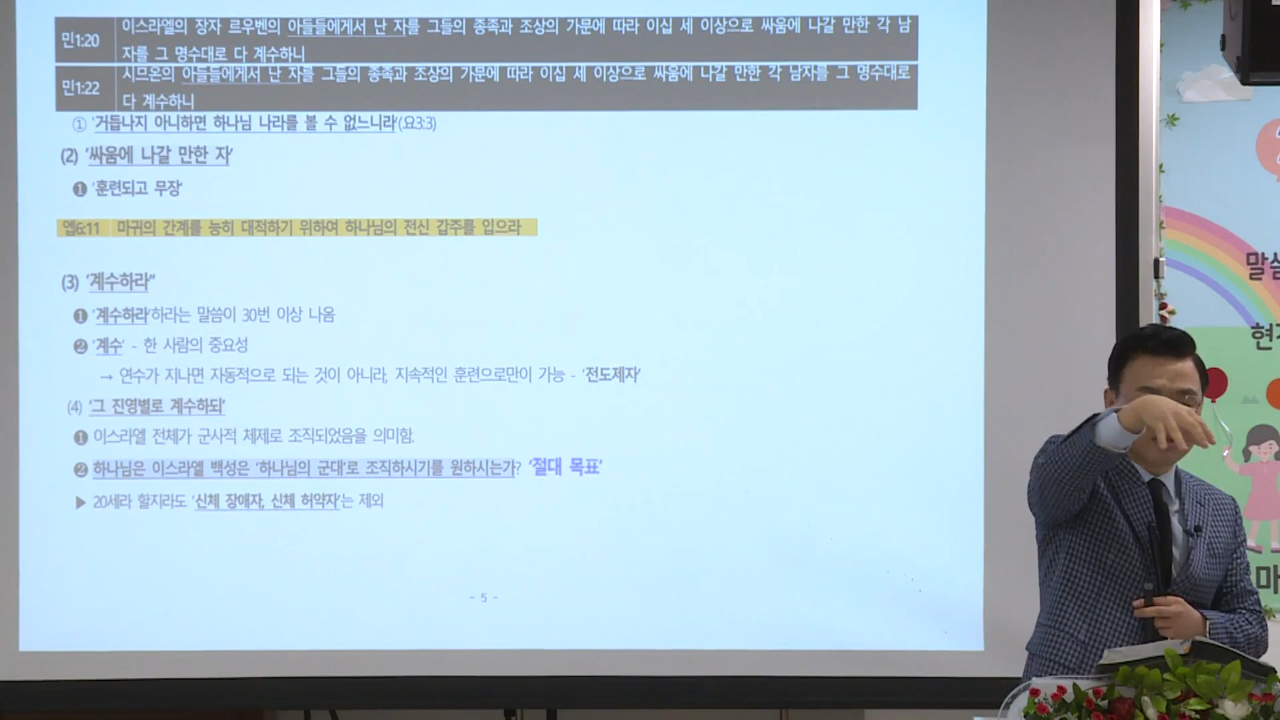 민1:20 이스라엘의 장자 르우벤의 아들들에게서 난 자를 그들의 종족과 조상의 가문에 따라 이십 세 이상으로 싸움에 나갈 만한 각 남
자를 그 명수대로 다 계수하니
민1:22 시므온의 아들들에게서 난 자를 그들의 종족과 조상의 가문에 따라 이십 세 이상으로 싸움에 나갈 만한 각 남자를 그 명수대로
다 계수하니
① '거듭나지 아니하면 하나님 나라를 볼 수 없느니라'(요3:3)
(2) '싸움에 나갈 만한 자'
❶ '훈련되고 무장'
엡6:11 마귀의 간계를 능히 대적하기 위하여 하나님의 전신 갑주를 입으라
(3) '계수하라"
❶ '계수하라'하라는 말씀이 30번 이상 나옴
❷ '계수' - 한 사람의 중요성
→ 연수가 지나면 자동적으로 되는 것이 아니라, 지속적인 훈련으로만이 가능 - '전도제자'
(4) '그 진영별로 계수하되'
❶ 이스라엘 전체가 군사적 체제로 조직되었음을 의미함.
❷ 하나님은 이스라엘 백성은 '하나님의 군대'로 조직하시기를 원하시는가? '절대 목표'
▶ 20세라 할지라도 '신체 장애자, 신체 허약자'는 제외
- 5 -
말씀
현
마